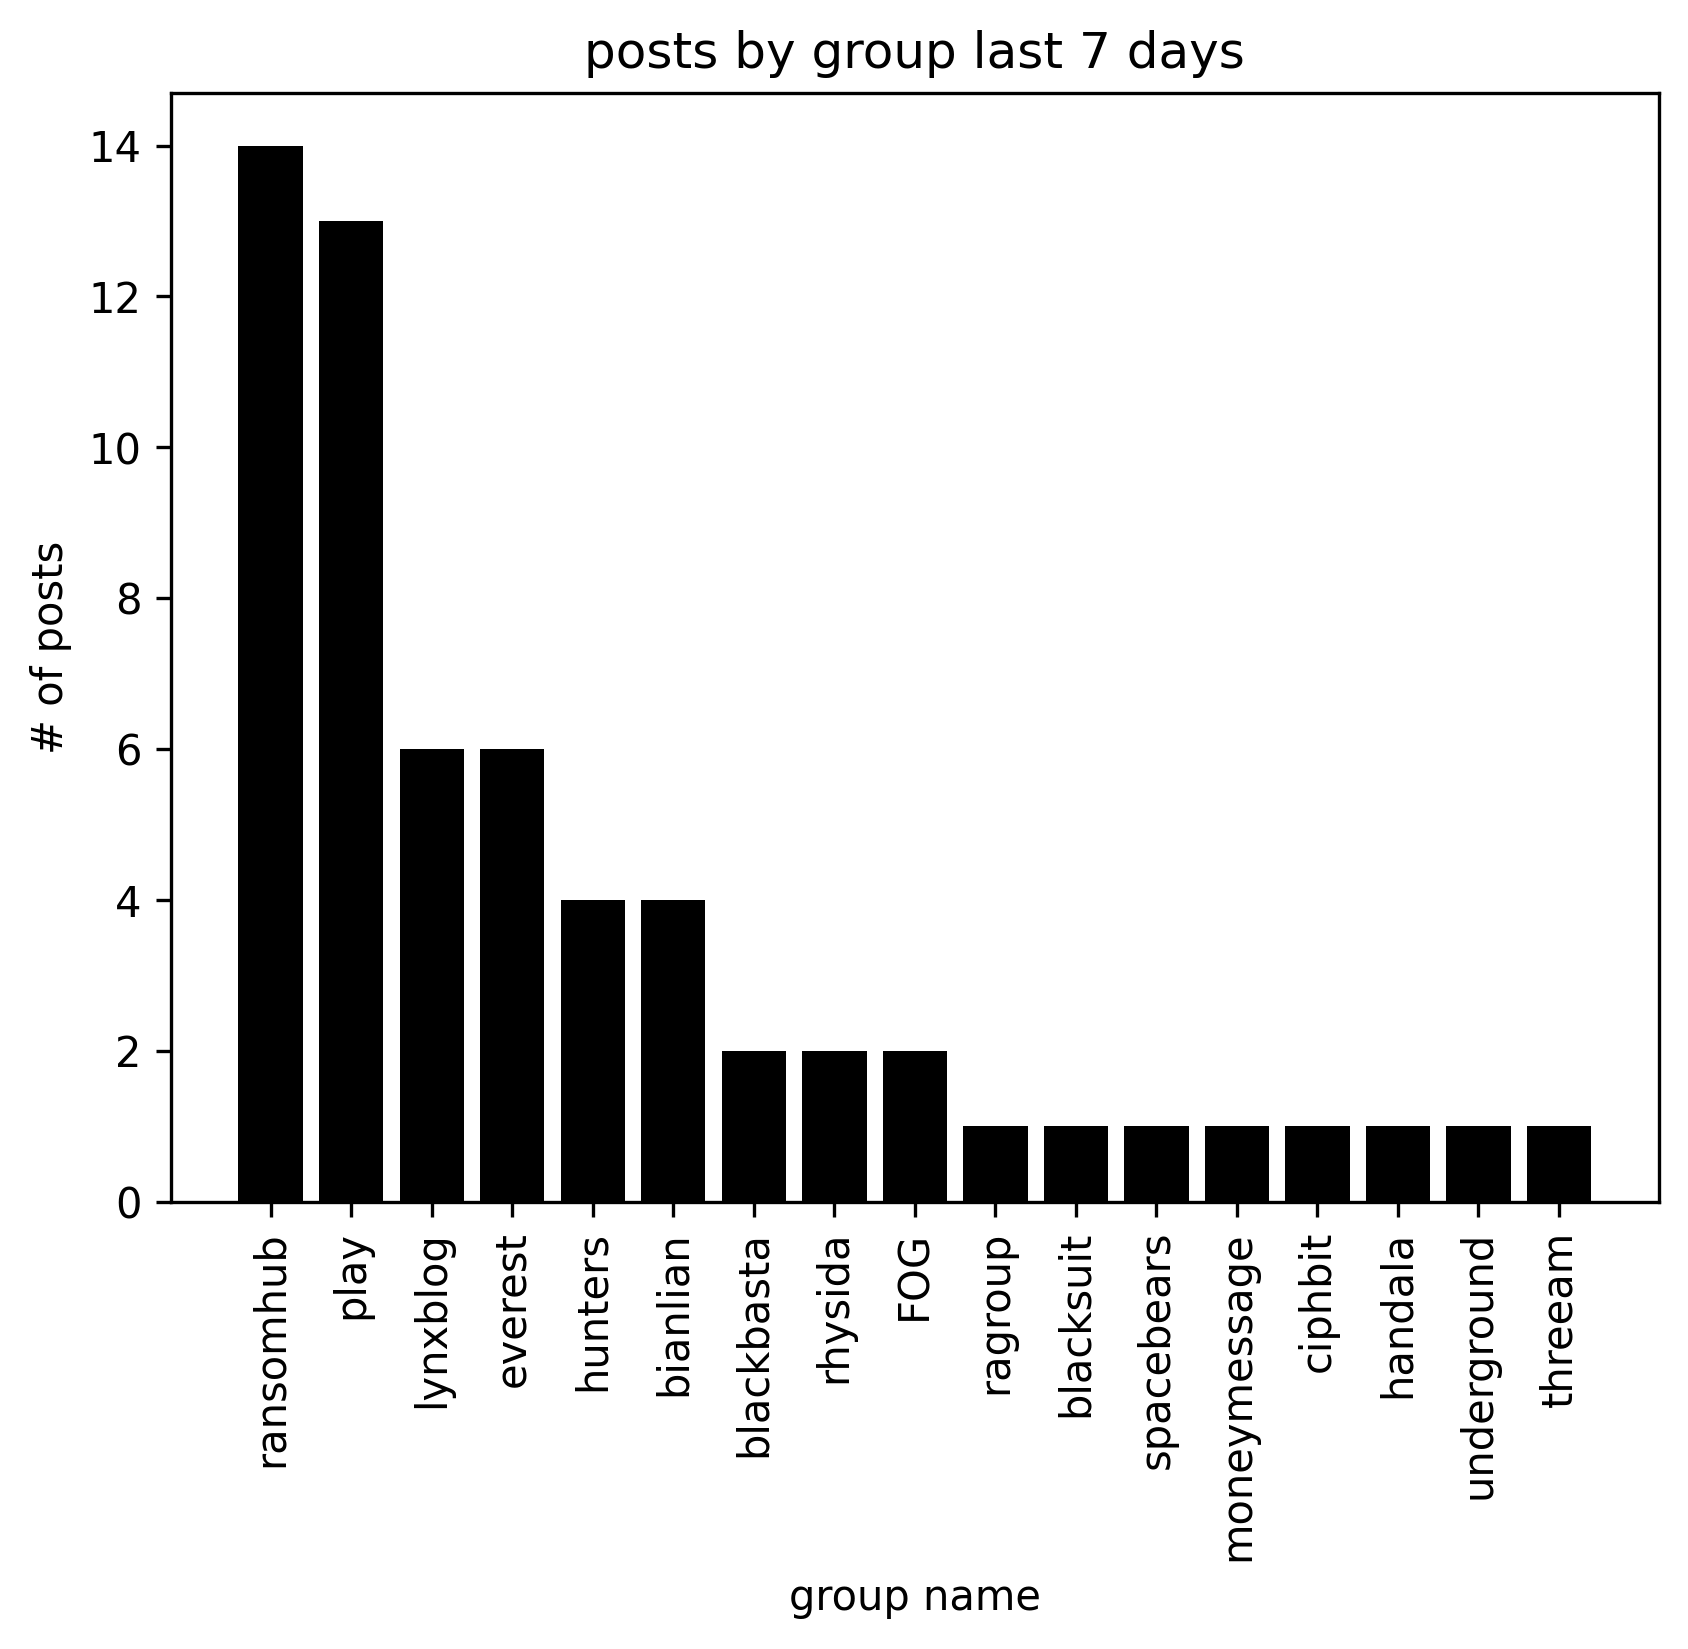 posts by group last 7 days
14
12
10
8
6
4
2
0
# of posts
ransomhub
play
lynxblog
everest
hunters
bianlian
blackbasta
rhysida
FOG
ragroup
blacksuit
spacebears
moneymessage
ciphbit
handala
underground
threeam
group name